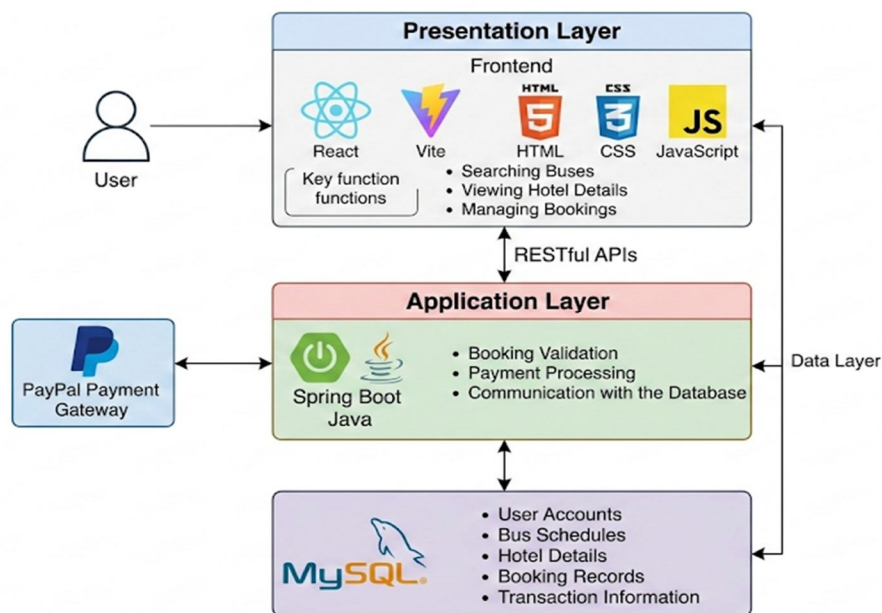 Presentation Layer
Frontend
HTML
5
CSS
3
JS
React
Vite
HTML
CSS
JavaScript
User
Key function
functions
• Searching Buses
• Viewing Hotel Details
• Managing Bookings
RESTful APIs
Application Layer
PayPal Payment
Gateway
Spring Boot
Java
• Booking Validation
• Payment Processing
• Communication with the Database
Data Layer
MySQL®
• User Accounts
• Bus Schedules
• Hotel Details
• Booking Records
• Transaction Information